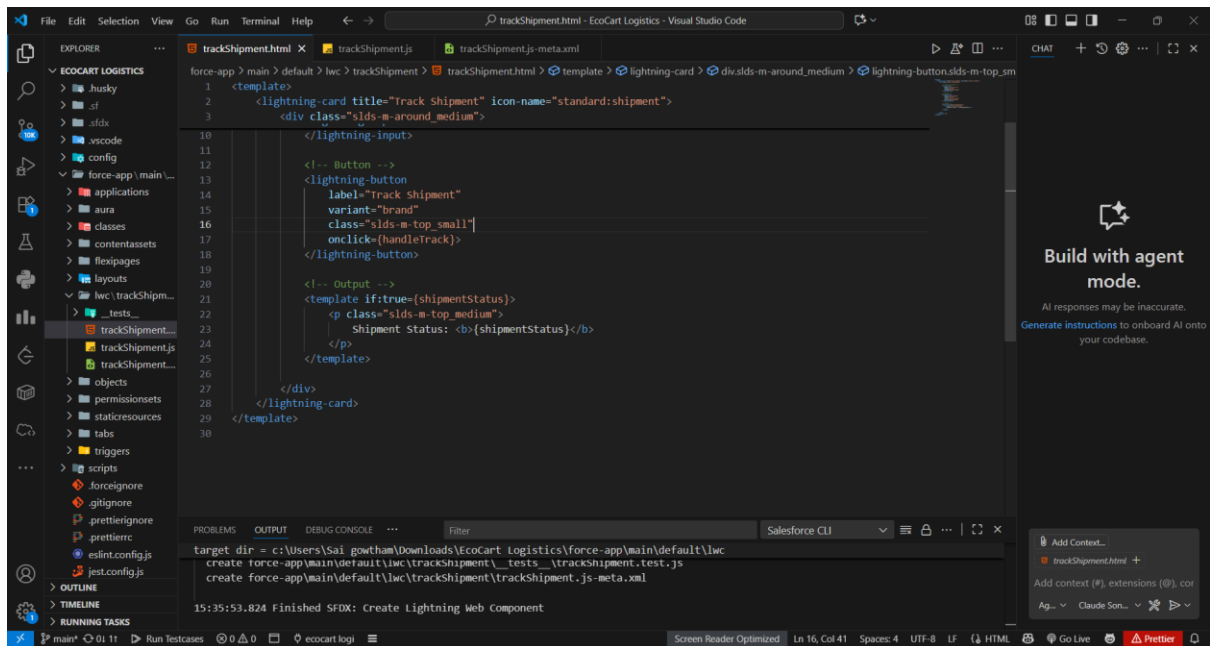 File Edit Selection View Go Run Terminal Help
trackShipment.html - EcoCart Logistics - Visual Studio Code
EXPLORER
ECOCART LOGISTICS
.husky
.sf
.sfdx
.vscode
config
force-app\main\...
applications
aura
classes
contentassets
flexipages
layouts
lwc\trackShipm...
__tests__
trackShipment....
trackShipment.js
trackShipment....
objects
permissionsets
staticresources
tabs
triggers
scripts
.forceignore
.gitignore
.prettierignore
.prettierrc
eslint.config.js
jest.config.js
OUTLINE
TIMELINE
RUNNING TASKS
10K
1
1
trackShipment.html trackShipment.js trackShipment.js-meta.xml
force-app > main > default > lwc > trackShipment > trackShipment.html > template > lightning-card > div.slds-m-around_medium > lightning-button.slds-m-top_sm
1 <template>
2 <lightning-card title="Track Shipment" icon-name="standard:shipment">
3 <div class="slds-m-around_medium">
10 </lightning-input>
11
12 <!-- Button -->
13 <lightning-button
14 label="Track Shipment"
15 variant="brand"
16 class="slds-m-top_small"
17 onclick={handleTrack}>
18 </lightning-button>
19
20 <!-- Output -->
21 <template if:true={shipmentStatus}>
22 <p class="slds-m-top_medium">
23 Shipment Status: <b>{shipmentStatus}</b>
24 </p>
25 </template>
26
27 </div>
28 </lightning-card>
29 </template>
30
PROBLEMS OUTPUT DEBUG CONSOLE ... Filter Salesforce CLI
target dir = c:\Users\Sai gowtham\Downloads\EcoCart Logistics\force-app\main\default\lwc
create force-app\main\default\lwc\trackShipment\__tests__\trackShipment.test.js
create force-app\main\default\lwc\trackShipment\trackShipment.js-meta.xml
15:35:53.824 Finished SFDX: Create Lightning Web Component
CHAT
Build with agent
mode.
AI responses may be inaccurate.
Generate instructions to onboard AI onto
your codebase.
Add Context...
trackShipment.html
Add context (#), extensions (@), cor
Ag... Claude Son...
main* 0↓ 1↑ Run Testcases 0 0 ecocart logi Screen Reader Optimized Ln 16, Col 41 Spaces: 4 UTF-8 LF HTML Go Live Prettier